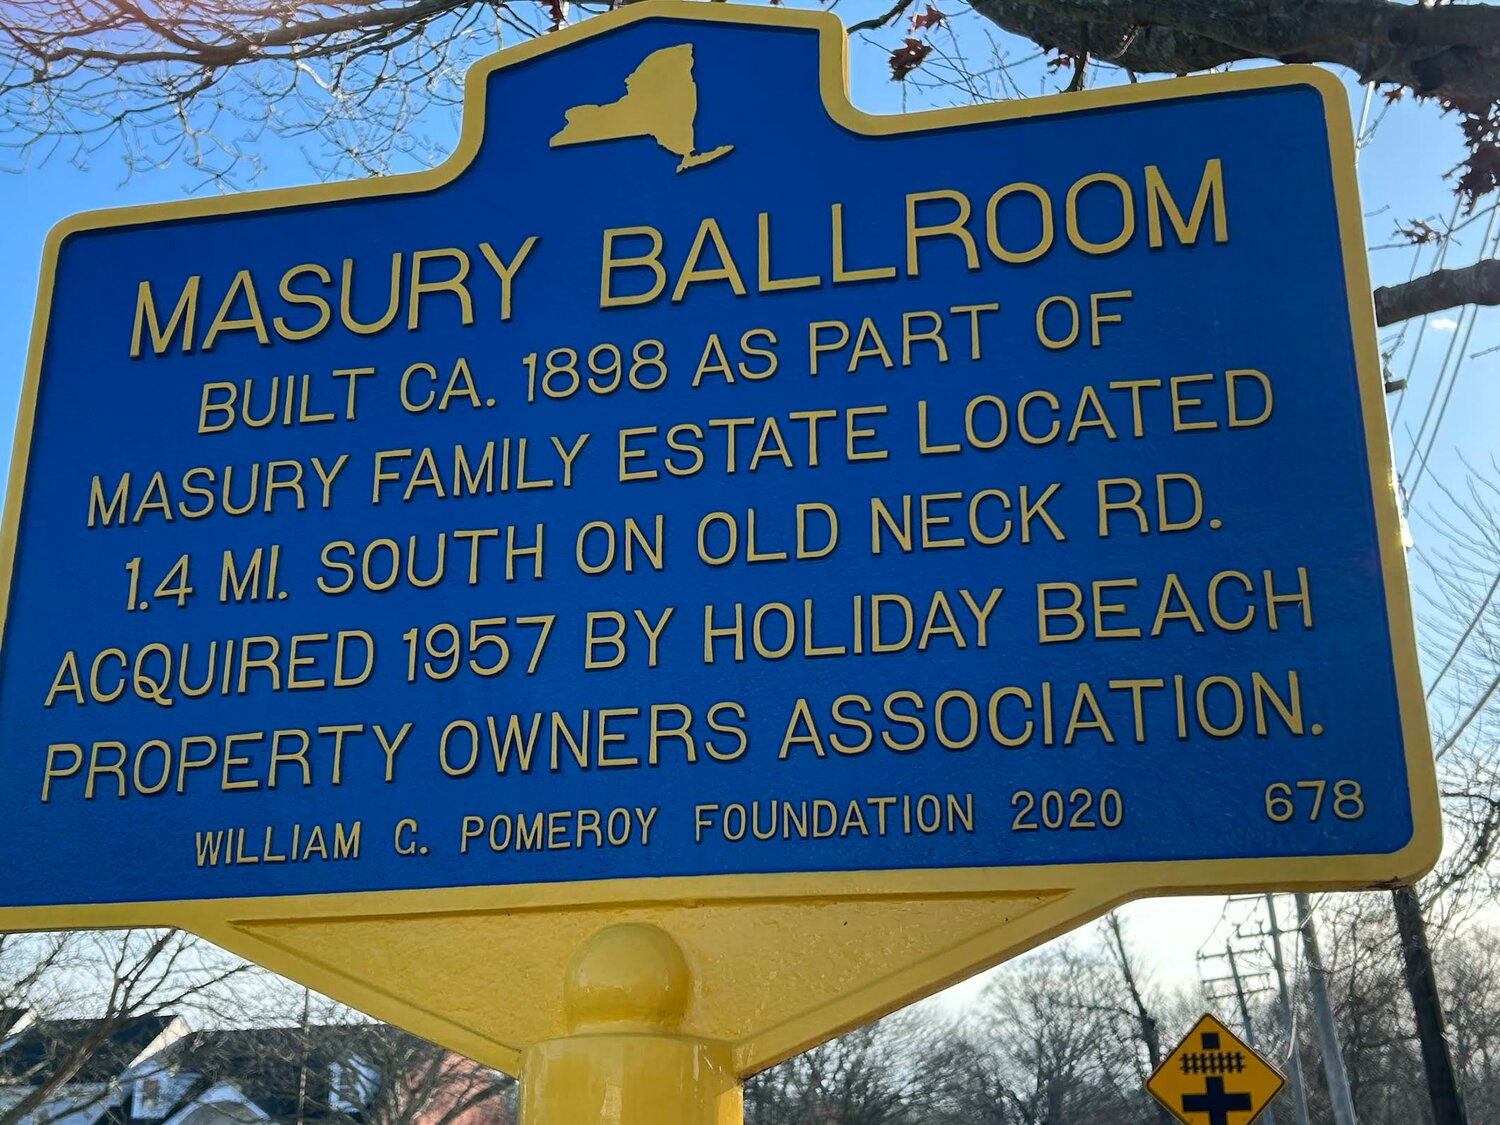 MASURY BALLROOM
BUILT CA. 1898 AS PART OF
MASURY FAMILY ESTATE LOCATED
1.4 MI. SOUTH ON OLD NECK RD.
ACQUIRED 1957 BY HOLIDAY BEACH
PROPERTY OWNERS ASSOCIATION.
WILLIAM G. POMEROY FOUNDATION 2020 678